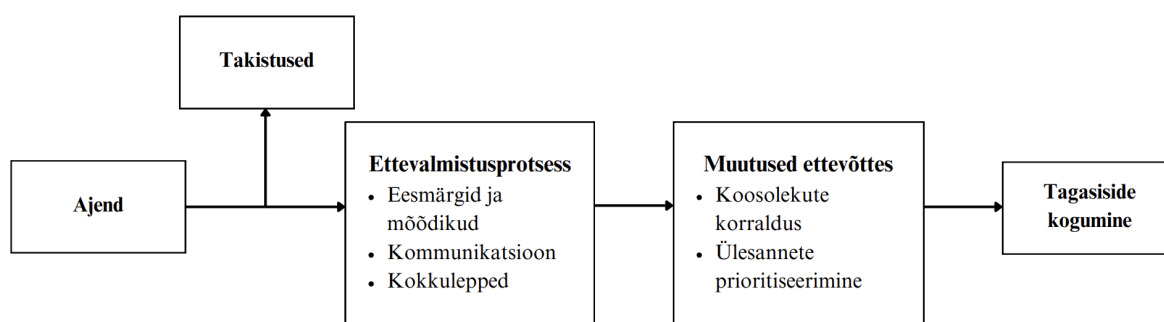 Takistused
Ajend
Ettevalmistusprotsess
• Eesmärgid ja
mõõdikud
• Kommunikatsioon
• Kokkulepped
Muutused ettevõttes
• Koosolekute
korraldus
• Ülesannete
prioritiseerimine
Tagasiside
kogumine